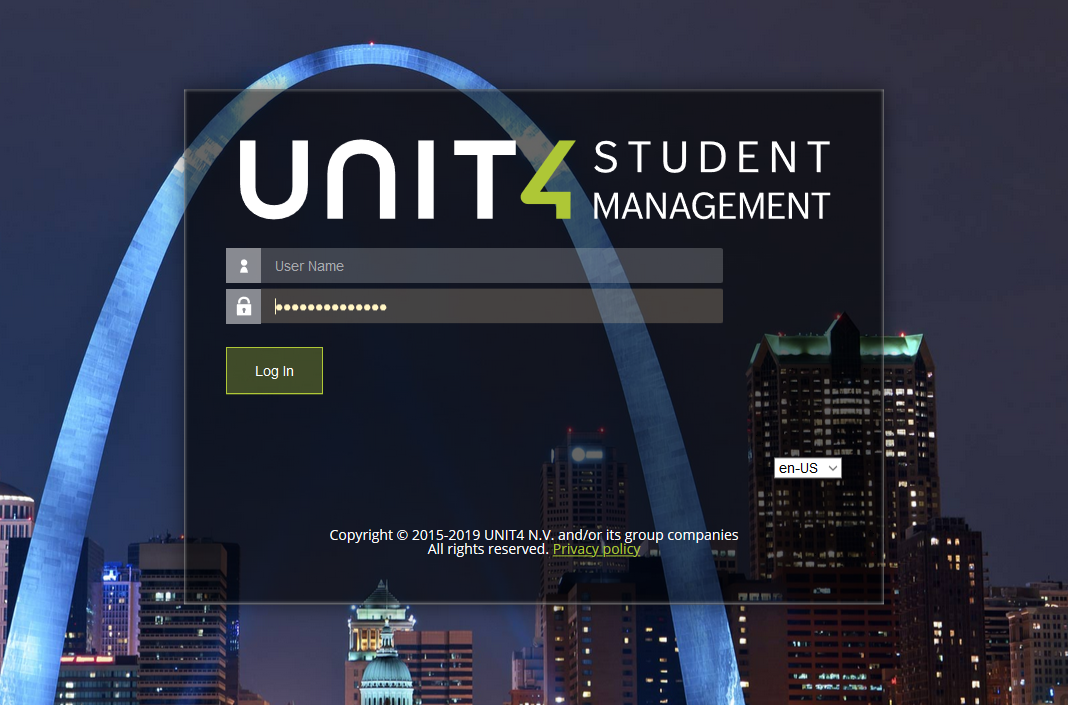 UNIT4 STUDENT
MANAGEMENT
User Name
••••••••••••••
Log In
en-US
Copyright © 2015-2019 UNIT4 N.V. and/or its group companies
All rights reserved. Privacy policy